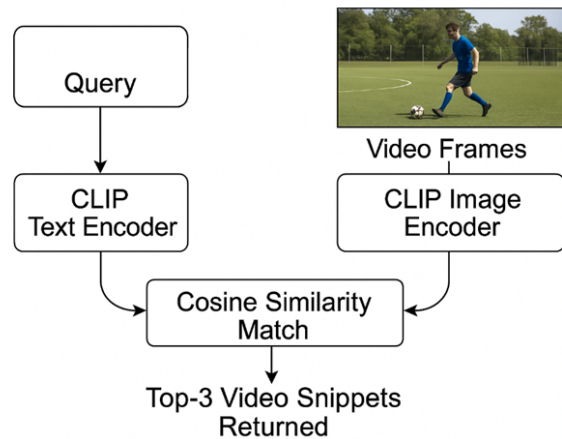 Query
Video Frames
CLIP
Text Encoder
CLIP Image
Encoder
Cosine Similarity
Match
Top-3 Video Snippets
Returned